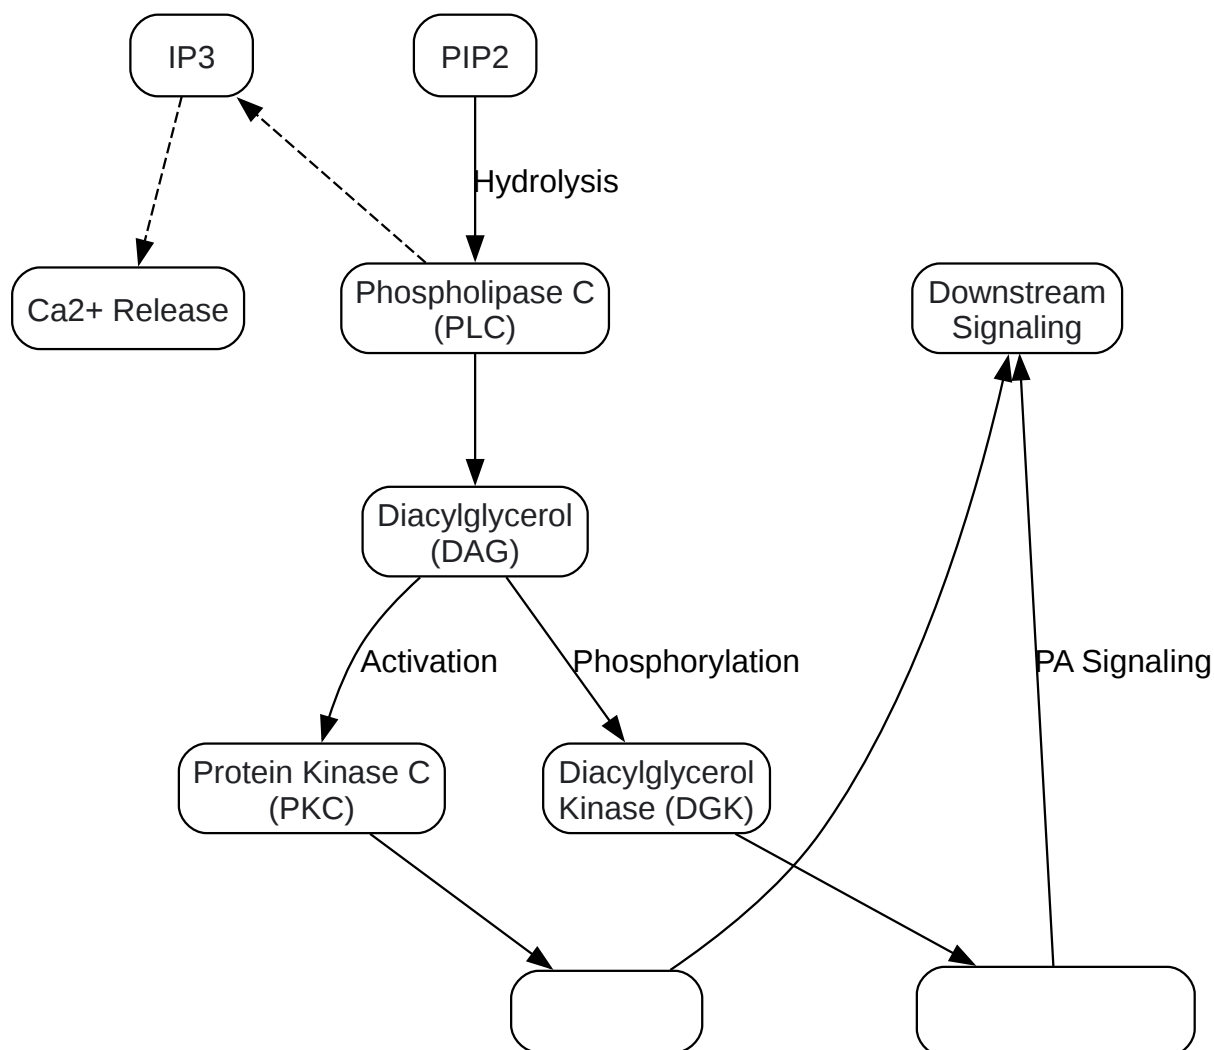 IP3
PIP2
Hydrolysis
Ca2+ Release
Phospholipase C
(PLC)
Downstream
Signaling
Diacylglycerol
(DAG)
Activation
Phosphorylation
PA Signaling
Protein Kinase C
(PKC)
Diacylglycerol
Kinase (DGK)